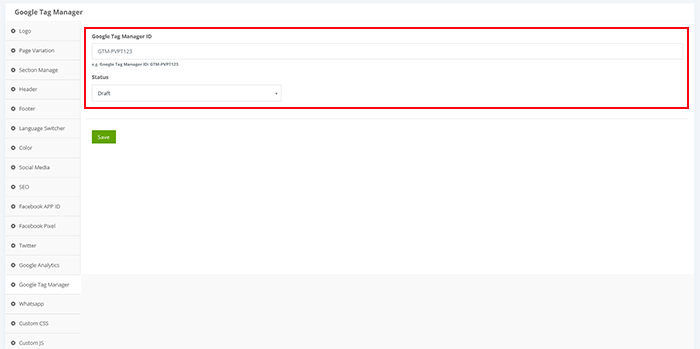 Google Tag Manager
Logo
Page Variation
Section Manage
Header
Footer
Language Switcher
Color
Social Media
SEO
Facebook APP ID
Facebook Pixel
Twitter
Google Analytics
Google Tag Manager
Whatsapp
Custom CSS
Custom JS
Google Tag Manager ID
GTM-PVPT123
e.g. Google Tag Manager ID: GTM-PVPT123
Status
Draft
Save